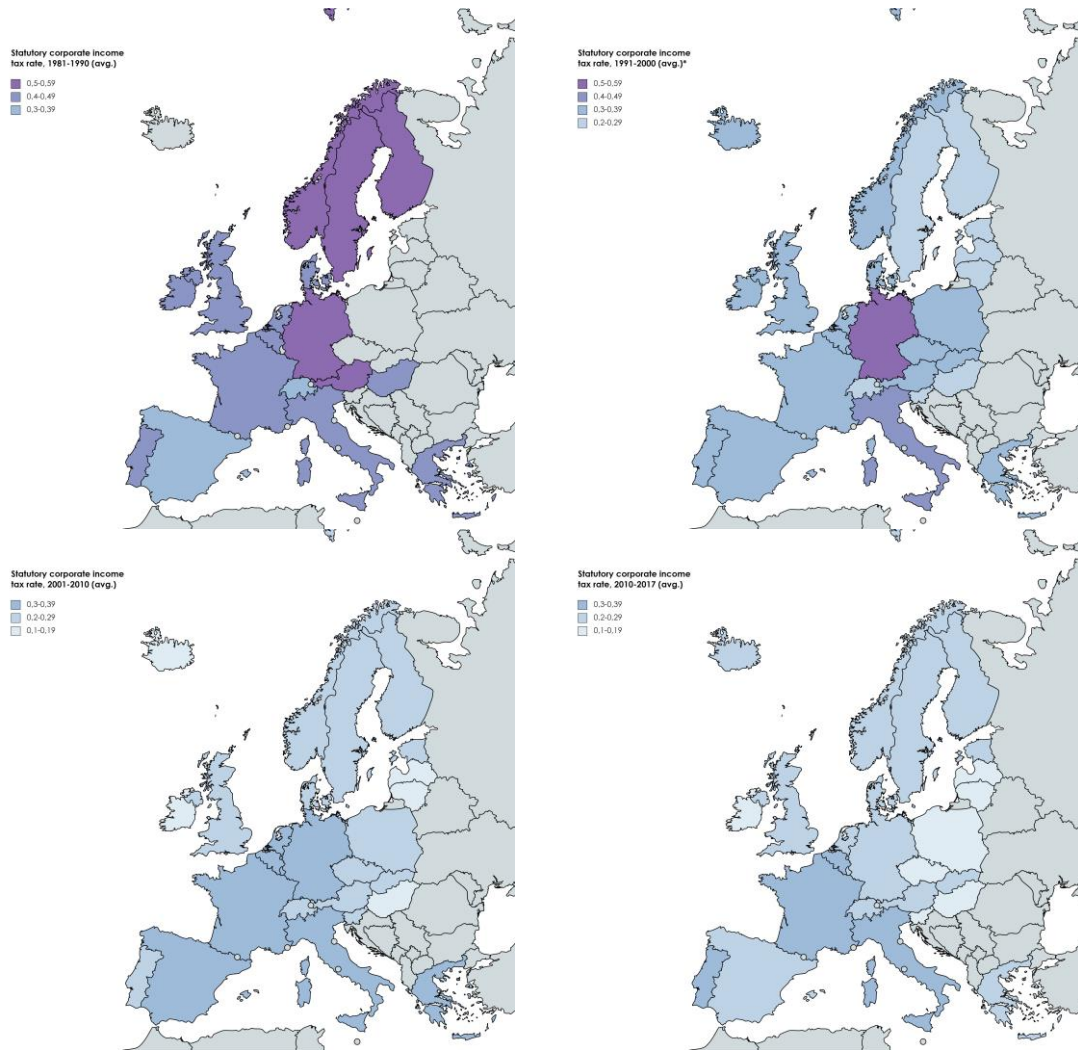 Statutory corporate income
tax rate, 1981-1990 (avg.)
0,5-0,59
0,4-0,49
0,3-0,39
Statutory corporate income
tax rate, 1991-2000 (avg.)*
0,5-0,59
0,4-0,49
0,3-0,39
0,2-0,29
Statutory corporate income
tax rate, 2001-2010 (avg.)
0,3-0,39
0,2-0,29
0,1-0,19
Statutory corporate income
tax rate, 2010-2017 (avg.)
0,3-0,39
0,2-0,29
0,1-0,19